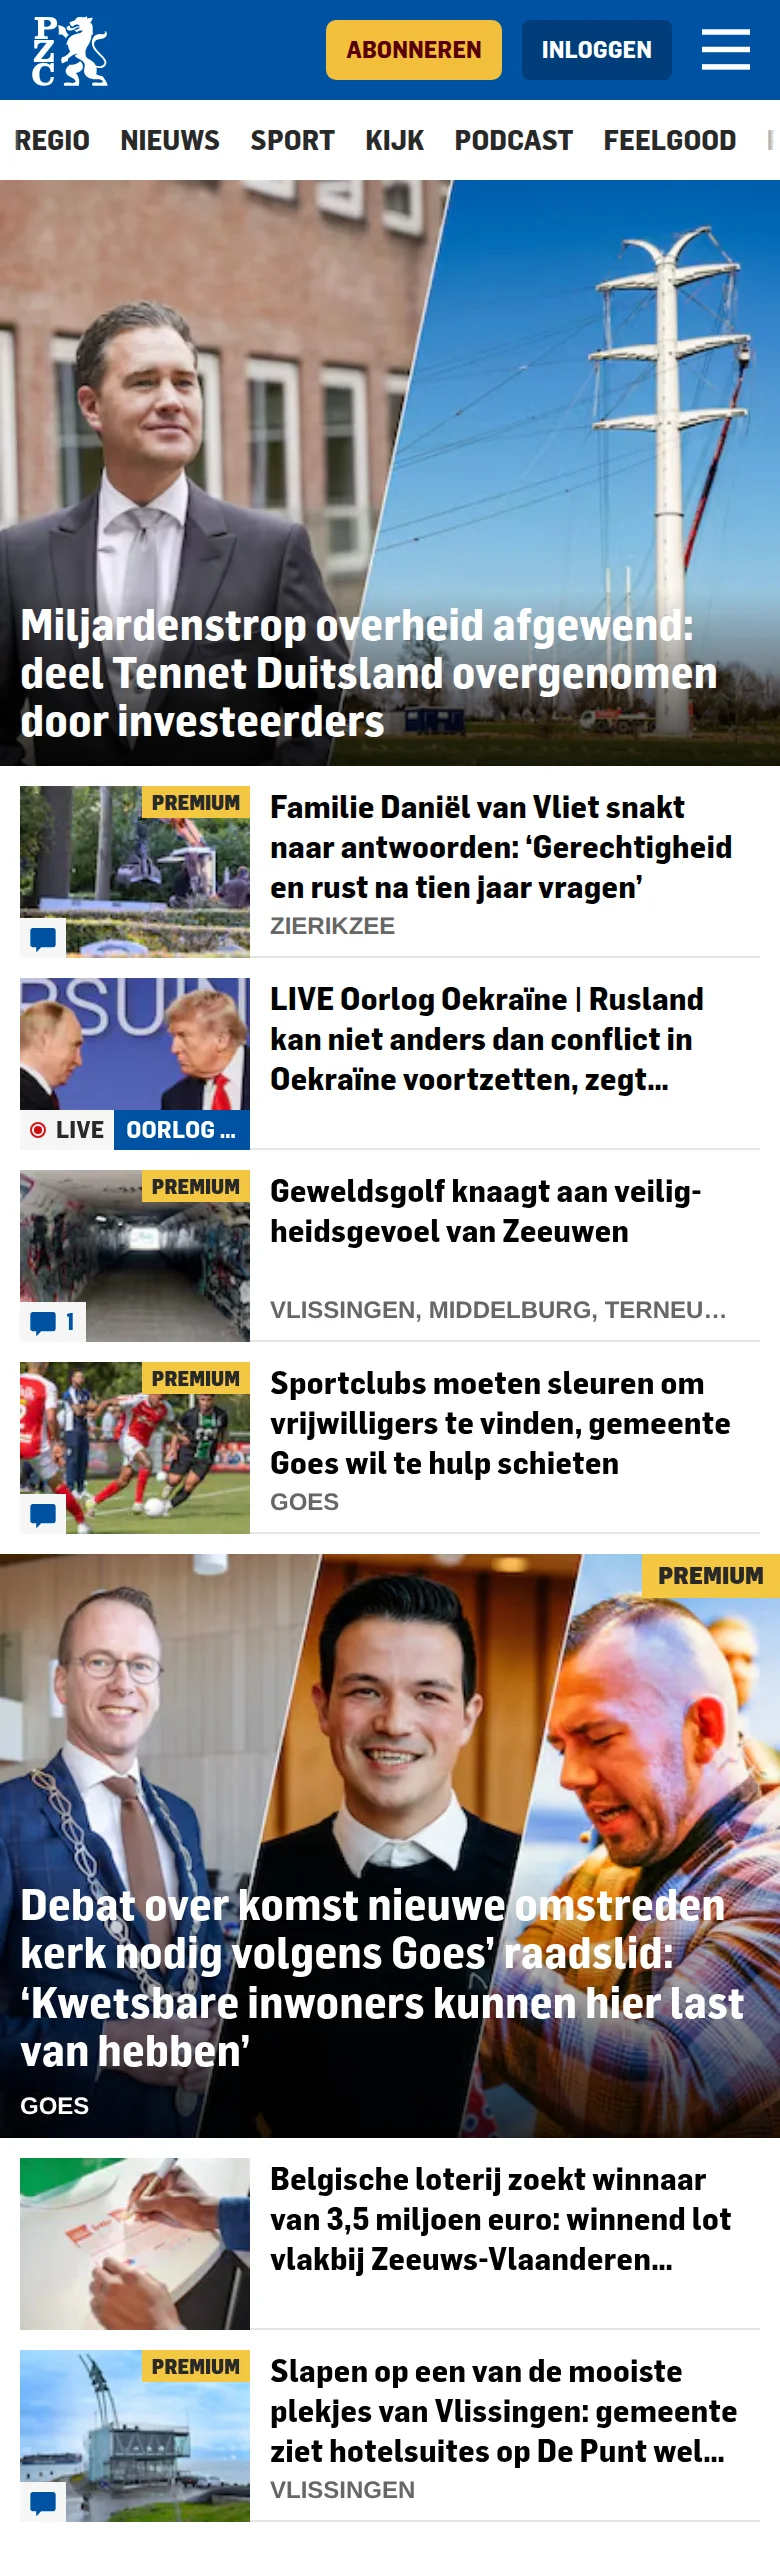 PZC
ABONNEREN
INLOGGEN
REGIO NIEUWS SPORT KIJK PODCAST FEELGOOD
Miljardenstrop overheid afgewend:
deel Tennet Duitsland overgenomen
door investeerders
PREMIUM
Familie Daniël van Vliet snakt
naar antwoorden: ‘Gerechtigheid
en rust na tien jaar vragen’
ZIERIKZEE
RSUIN
LIVE OORLOG ...
LIVE Oorlog Oekraïne | Rusland
kan niet anders dan conflict in
Oekraïne voortzetten, zegt...
PREMIUM
1
Geweldsgolf knaagt aan veilig-
heidsgevoel van Zeeuwen
VLISSINGEN, MIDDELBURG, TERNEU...
PREMIUM
Sportclubs moeten sleuren om
vrijwilligers te vinden, gemeente
Goes wil te hulp schieten
GOES
PREMIUM
Debat over komst nieuwe omstreden
kerk nodig volgens Goes’ raadslid:
‘Kwetsbare inwoners kunnen hier last
van hebben’
GOES
Belgische loterij zoekt winnaar
van 3,5 miljoen euro: winnend lot
vlakbij Zeeuws-Vlaanderen...
PREMIUM
Slapen op een van de mooiste
plekjes van Vlissingen: gemeente
ziet hotelsuites op De Punt wel...
VLISSINGEN